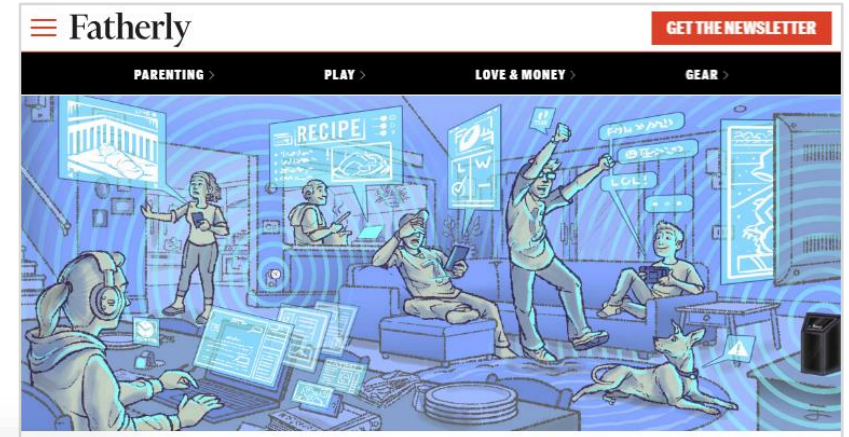 Fatherly
GET THE NEWSLETTER
PARENTING >
PLAY >
LOVE & MONEY >
GEAR >
RECIPE
L W
LOL!
...